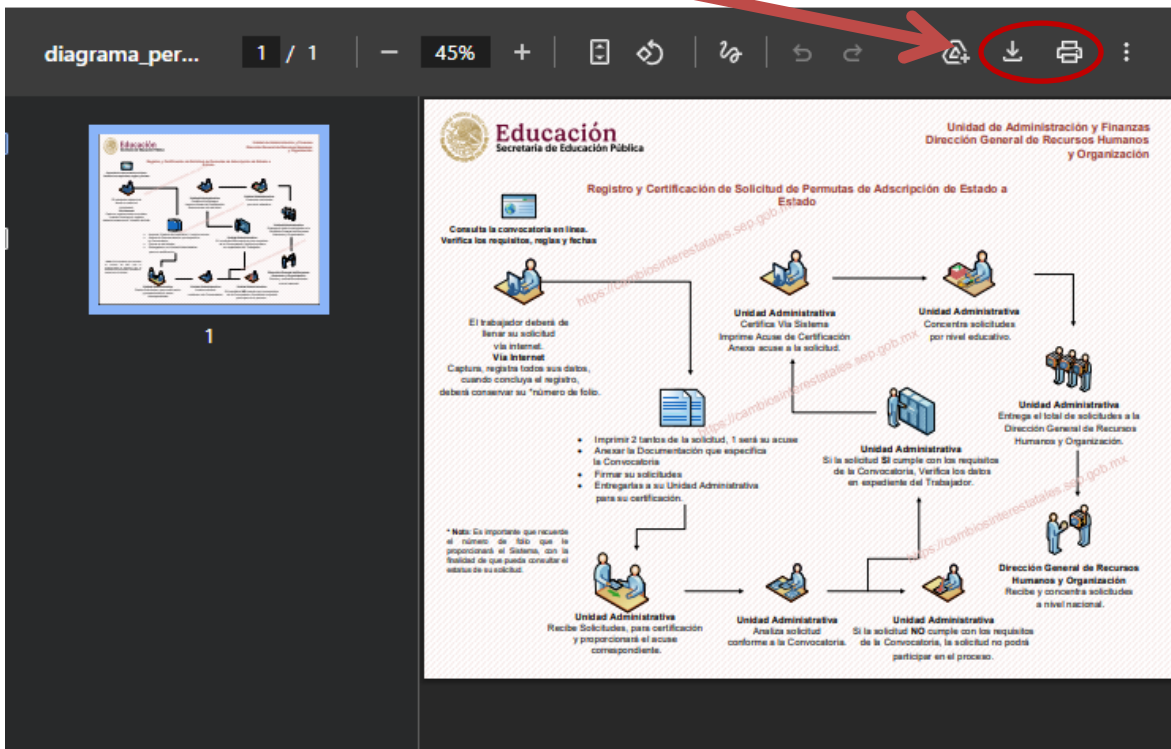 diagrama_per...
1 / 1
45%
1
Educación
Secretaría de Educación Pública
Unidad de Administración y Finanzas
Dirección General de Recursos Humanos
y Organización
Registro y Certificación de Solicitud de Permutas de Adscripción de Estado a
Estado
Consulta la convocatoria en línea.
Verifica los requisitos, reglas y fechas
El trabajador deberá de
llenar su solicitud
vía internet.
Vía Internet
Captura, registra todos sus datos,
cuando concluya el registro,
deberá conservar su *número de folio.
Imprimir 2 tantos de la solicitud, 1 será su acuse
Anexar la Documentación que especifica
la Convocatoria
Firmar su solicitudes
Entregarlas a su Unidad Administrativa
para su certificación.
* Nota: Es importante que recuerde
el número de folio que le
proporcionará el Sistema, con la
finalidad de que pueda consultar el
estatus de su solicitud.
Unidad Administrativa
Recibe Solicitudes, para certificación
y proporcionará el acuse
correspondiente.
Unidad Administrativa
Analiza solicitud
conforme a la Convocatoria.
Unidad Administrativa
Si la solicitud NO cumple con los requisitos
de la Convocatoria, la solicitud no podrá
participar en el proceso.
Unidad Administrativa
Si la solicitud SI cumple con los requisitos
de la Convocatoria, Verifica los datos
en expediente del Trabajador.
Unidad Administrativa
Certifica Vía Sistema
Imprime Acuse de Certificación
Anexa acuse a la solicitud.
Unidad Administrativa
Concentra solicitudes
por nivel educativo.
Unidad Administrativa
Entrega el total de solicitudes a la
Dirección General de Recursos
Humanos y Organización.
Dirección General de Recursos
Humanos y Organización
Recibe y concentra solicitudes
a nivel nacional.
https://cambiosinterestatales.sep.gob.mx
https://cambiosinterestatales.sep.gob.mx
https://cambiosinterestatales.sep.gob.mx